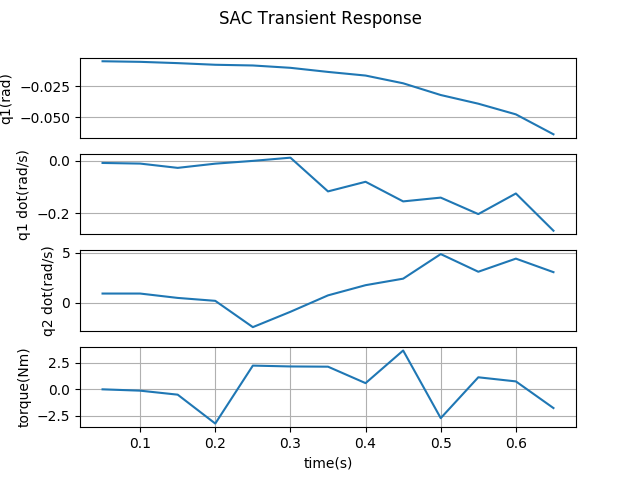 SAC Transient Response
q1(rad)
−0.025
−0.050
q1 dot(rad/s)
0.0
−0.2
q2 dot(rad/s)
5
0
torque(Nm)
2.5
0.0
−2.5
0.1 0.2 0.3 0.4 0.5 0.6
time(s)